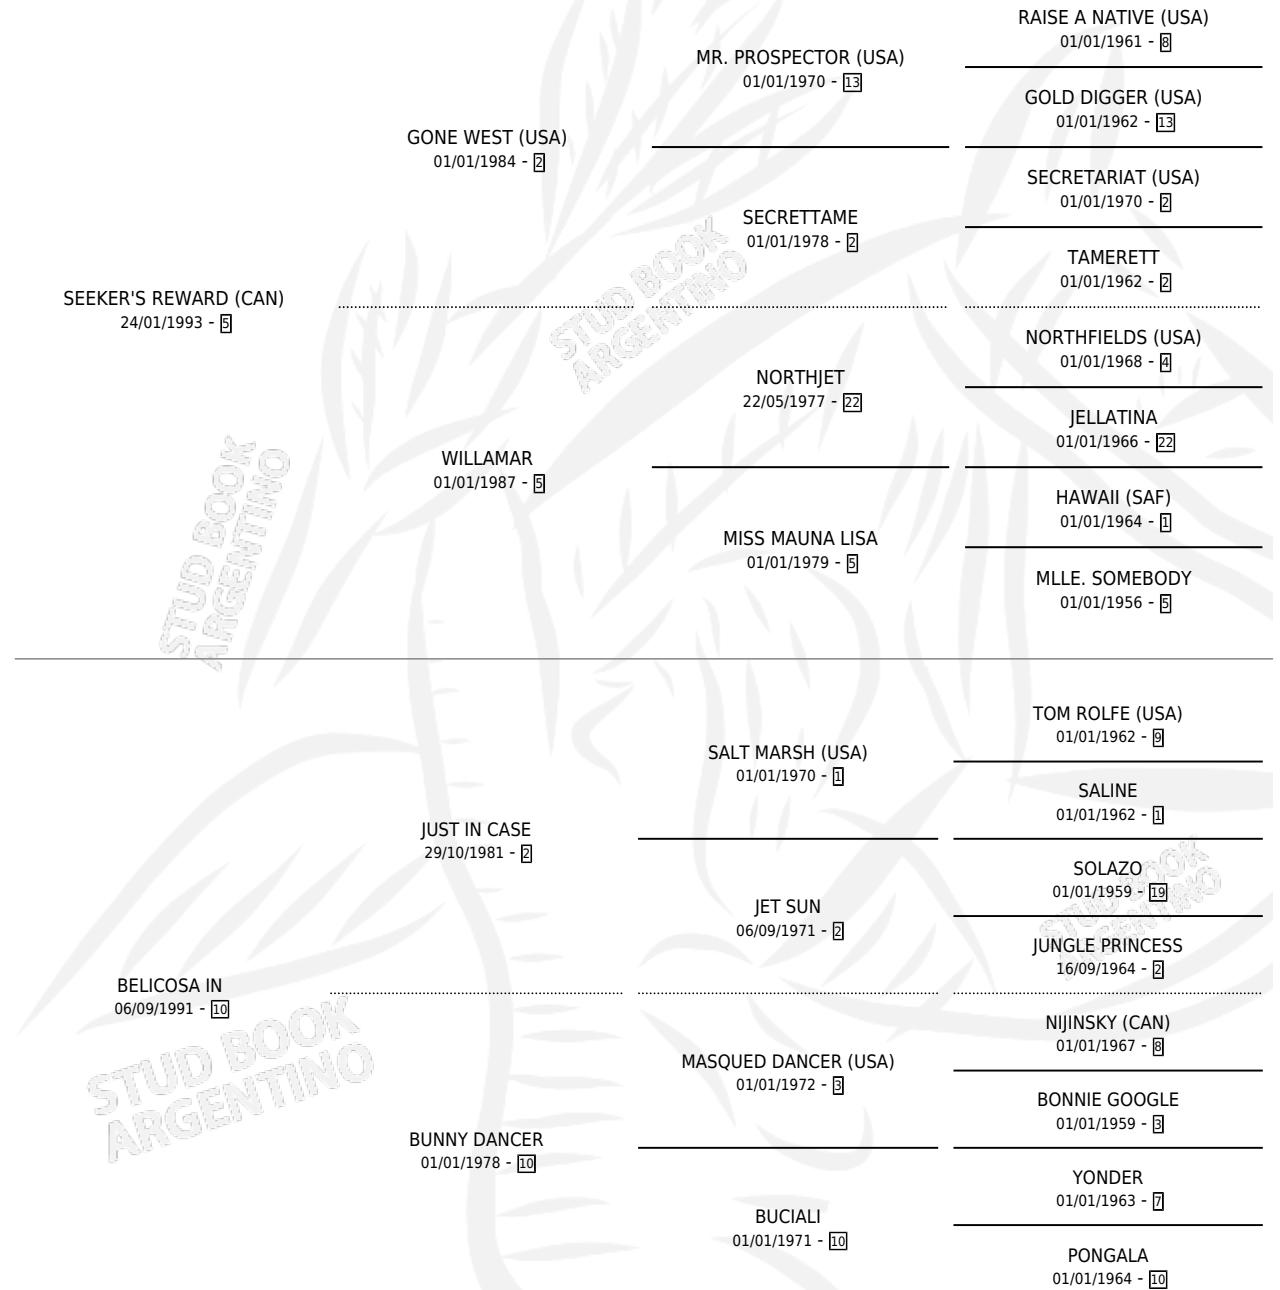 RAISE A NATIVE (USA)
01/01/1961 - 8
MR. PROSPECTOR (USA)
01/01/1970 - 13
GOLD DIGGER (USA)
01/01/1962 - 13
GONE WEST (USA)
01/01/1984 - 2
SECRETARIAT (USA)
01/01/1970 - 2
SECRETTAME
01/01/1978 - 2
TAMERETT
01/01/1962 - 2
SEEKER'S REWARD (CAN)
24/01/1993 - 5
NORTHFIELDS (USA)
01/01/1968 - 4
NORTHJET
22/05/1977 - 22
JELLATINA
01/01/1966 - 22
WILLAMAR
01/01/1987 - 5
HAWAII (SAF)
01/01/1964 - 1
MISS MAUNA LISA
01/01/1979 - 5
MLLE. SOMEBODY
01/01/1956 - 5
STUD BOOK
ARGENTINO
STUD BOOK
ARGENTINO
TOM ROLFE (USA)
01/01/1962 - 9
SALT MARSH (USA)
01/01/1970 - 1
SALINE
01/01/1962 - 1
JUST IN CASE
29/10/1981 - 2
SOLAZO
01/01/1959 - 19
JET SUN
06/09/1971 - 2
JUNGLE PRINCESS
16/09/1964 - 2
BELICOSA IN
06/09/1991 - 10
NIJINSKY (CAN)
01/01/1967 - 8
MASQUED DANCER (USA)
01/01/1972 - 3
BONNIE GOOGLE
01/01/1959 - 3
BUNNY DANCER
01/01/1978 - 10
YONDER
01/01/1963 - 7
BUCIALI
01/01/1971 - 10
PONGALA
01/01/1964 - 10
STUD BOOK
ARGENTINO
STUD BOOK
ARGENTINO